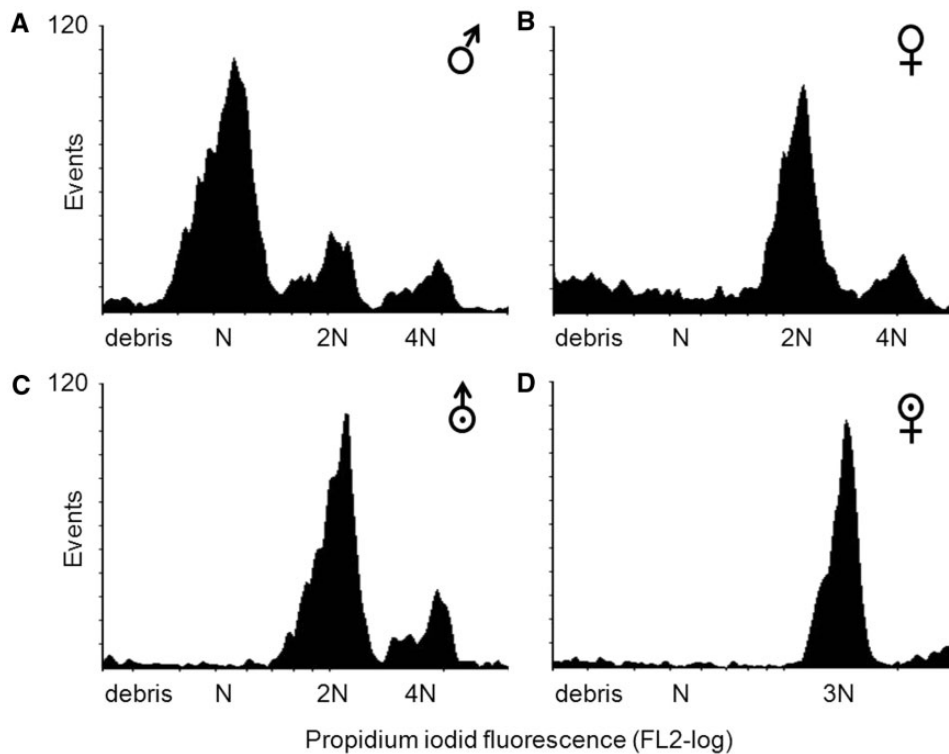 A
120
Events
debris N 2N 4N
B
debris N 2N 4N
C
120
Events
debris N 2N 4N
D
debris N 3N
Propidium iodid fluorescence (FL2-log)